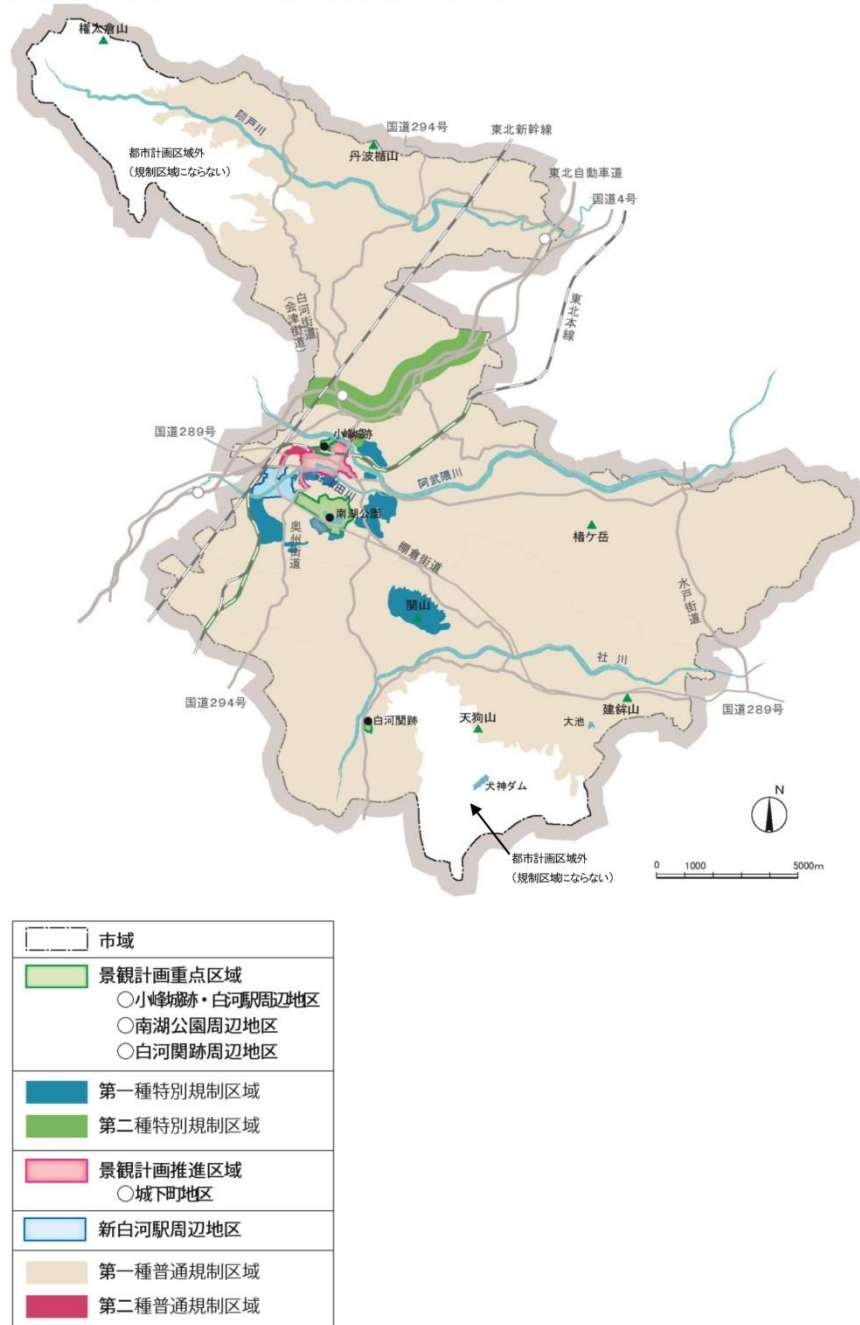 権太倉山
隈戸川
国道294号
東北新幹線
丹波楯山
都市計画区域外
(規制区域にならない)
東北自動車道
国道4号
白河街道
(会津街道)
東北本線
国道289号
小峰城跡
阿武隈川
南湖公園
奥州街道
棚倉街道
楮ケ岳
水戸街道
関山
社川
国道294号
建鉾山
国道289号
白河関跡
天狗山
大池
犬神ダム
N
都市計画区域外
(規制区域にならない)
0 1000 5000m
市域
景観計画重点区域
○小峰城跡・白河駅周辺地区
○南湖公園周辺地区
○白河関跡周辺地区
第一種特別規制区域
第二種特別規制区域
景観計画推進区域
○城下町地区
新白河駅周辺地区
第一種普通規制区域
第二種普通規制区域